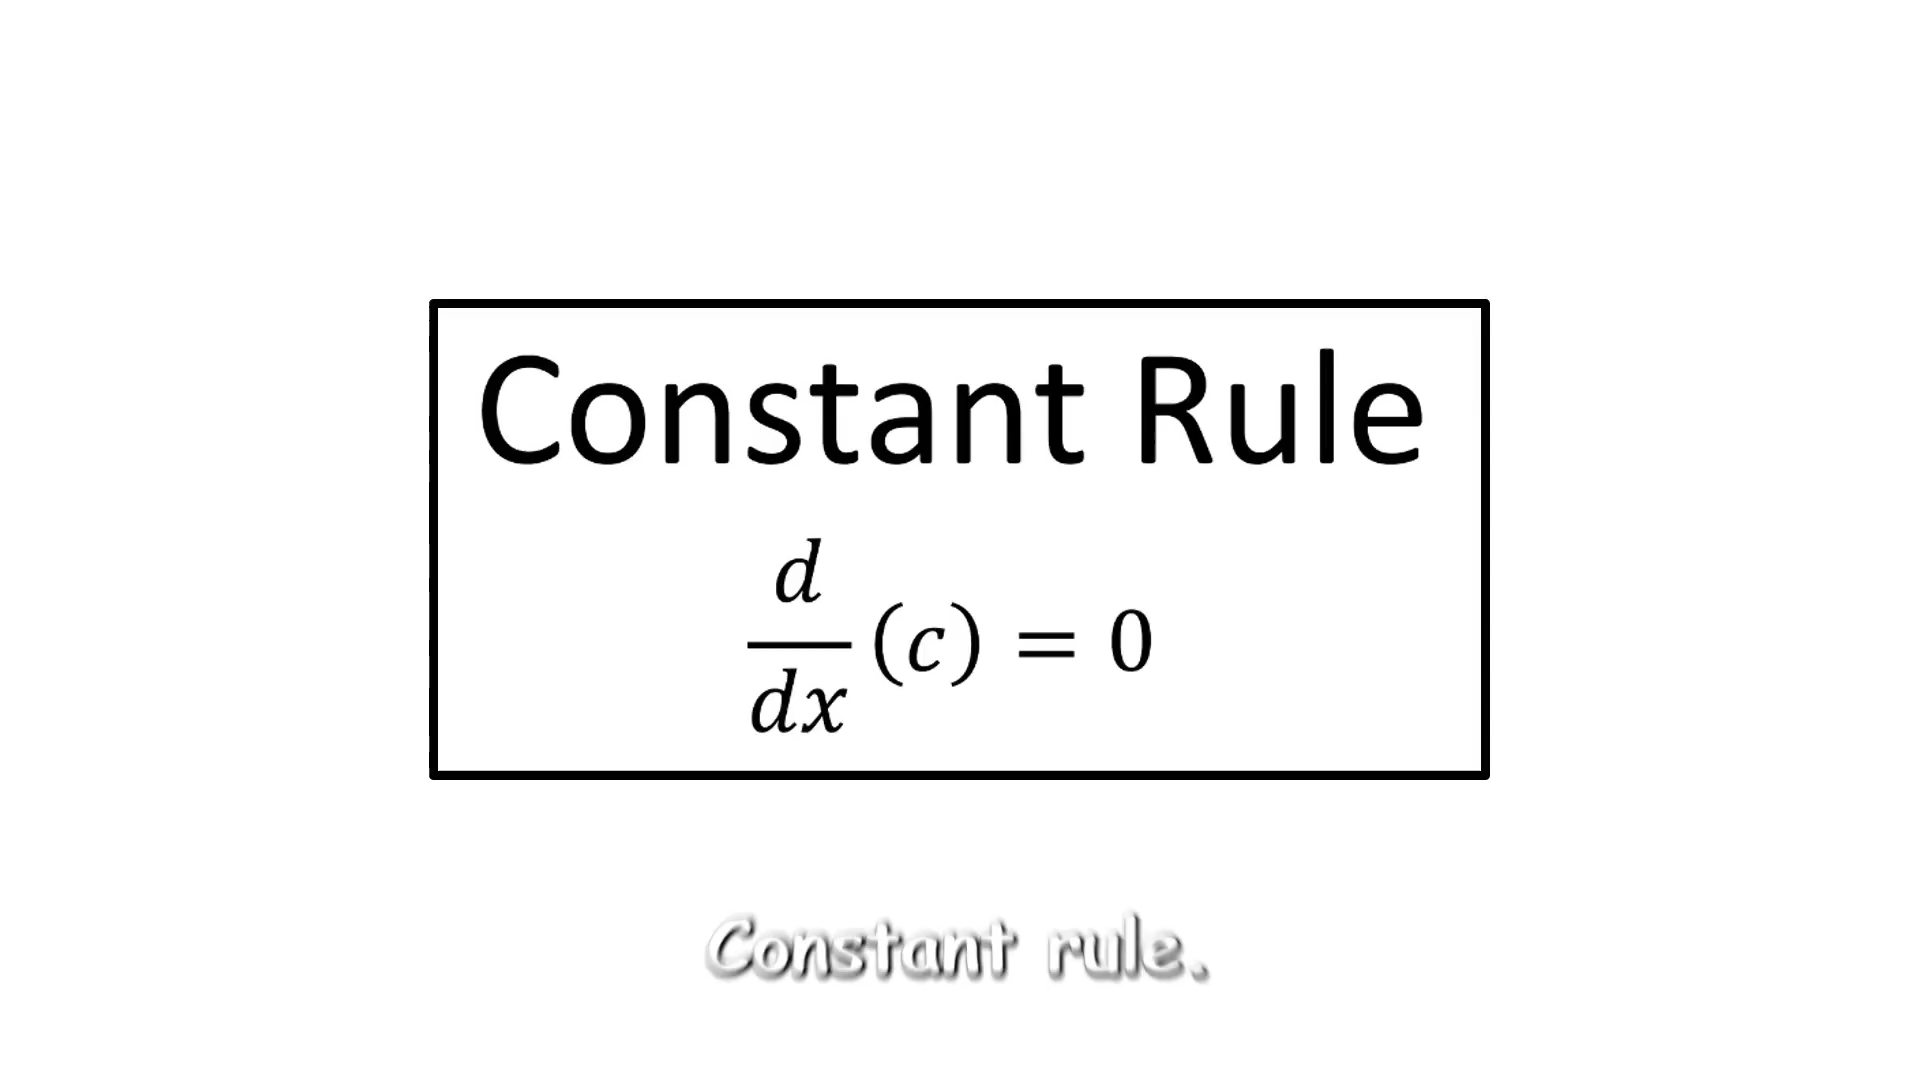 Constant Rule
d/dx (c) = 0
Constant rule.